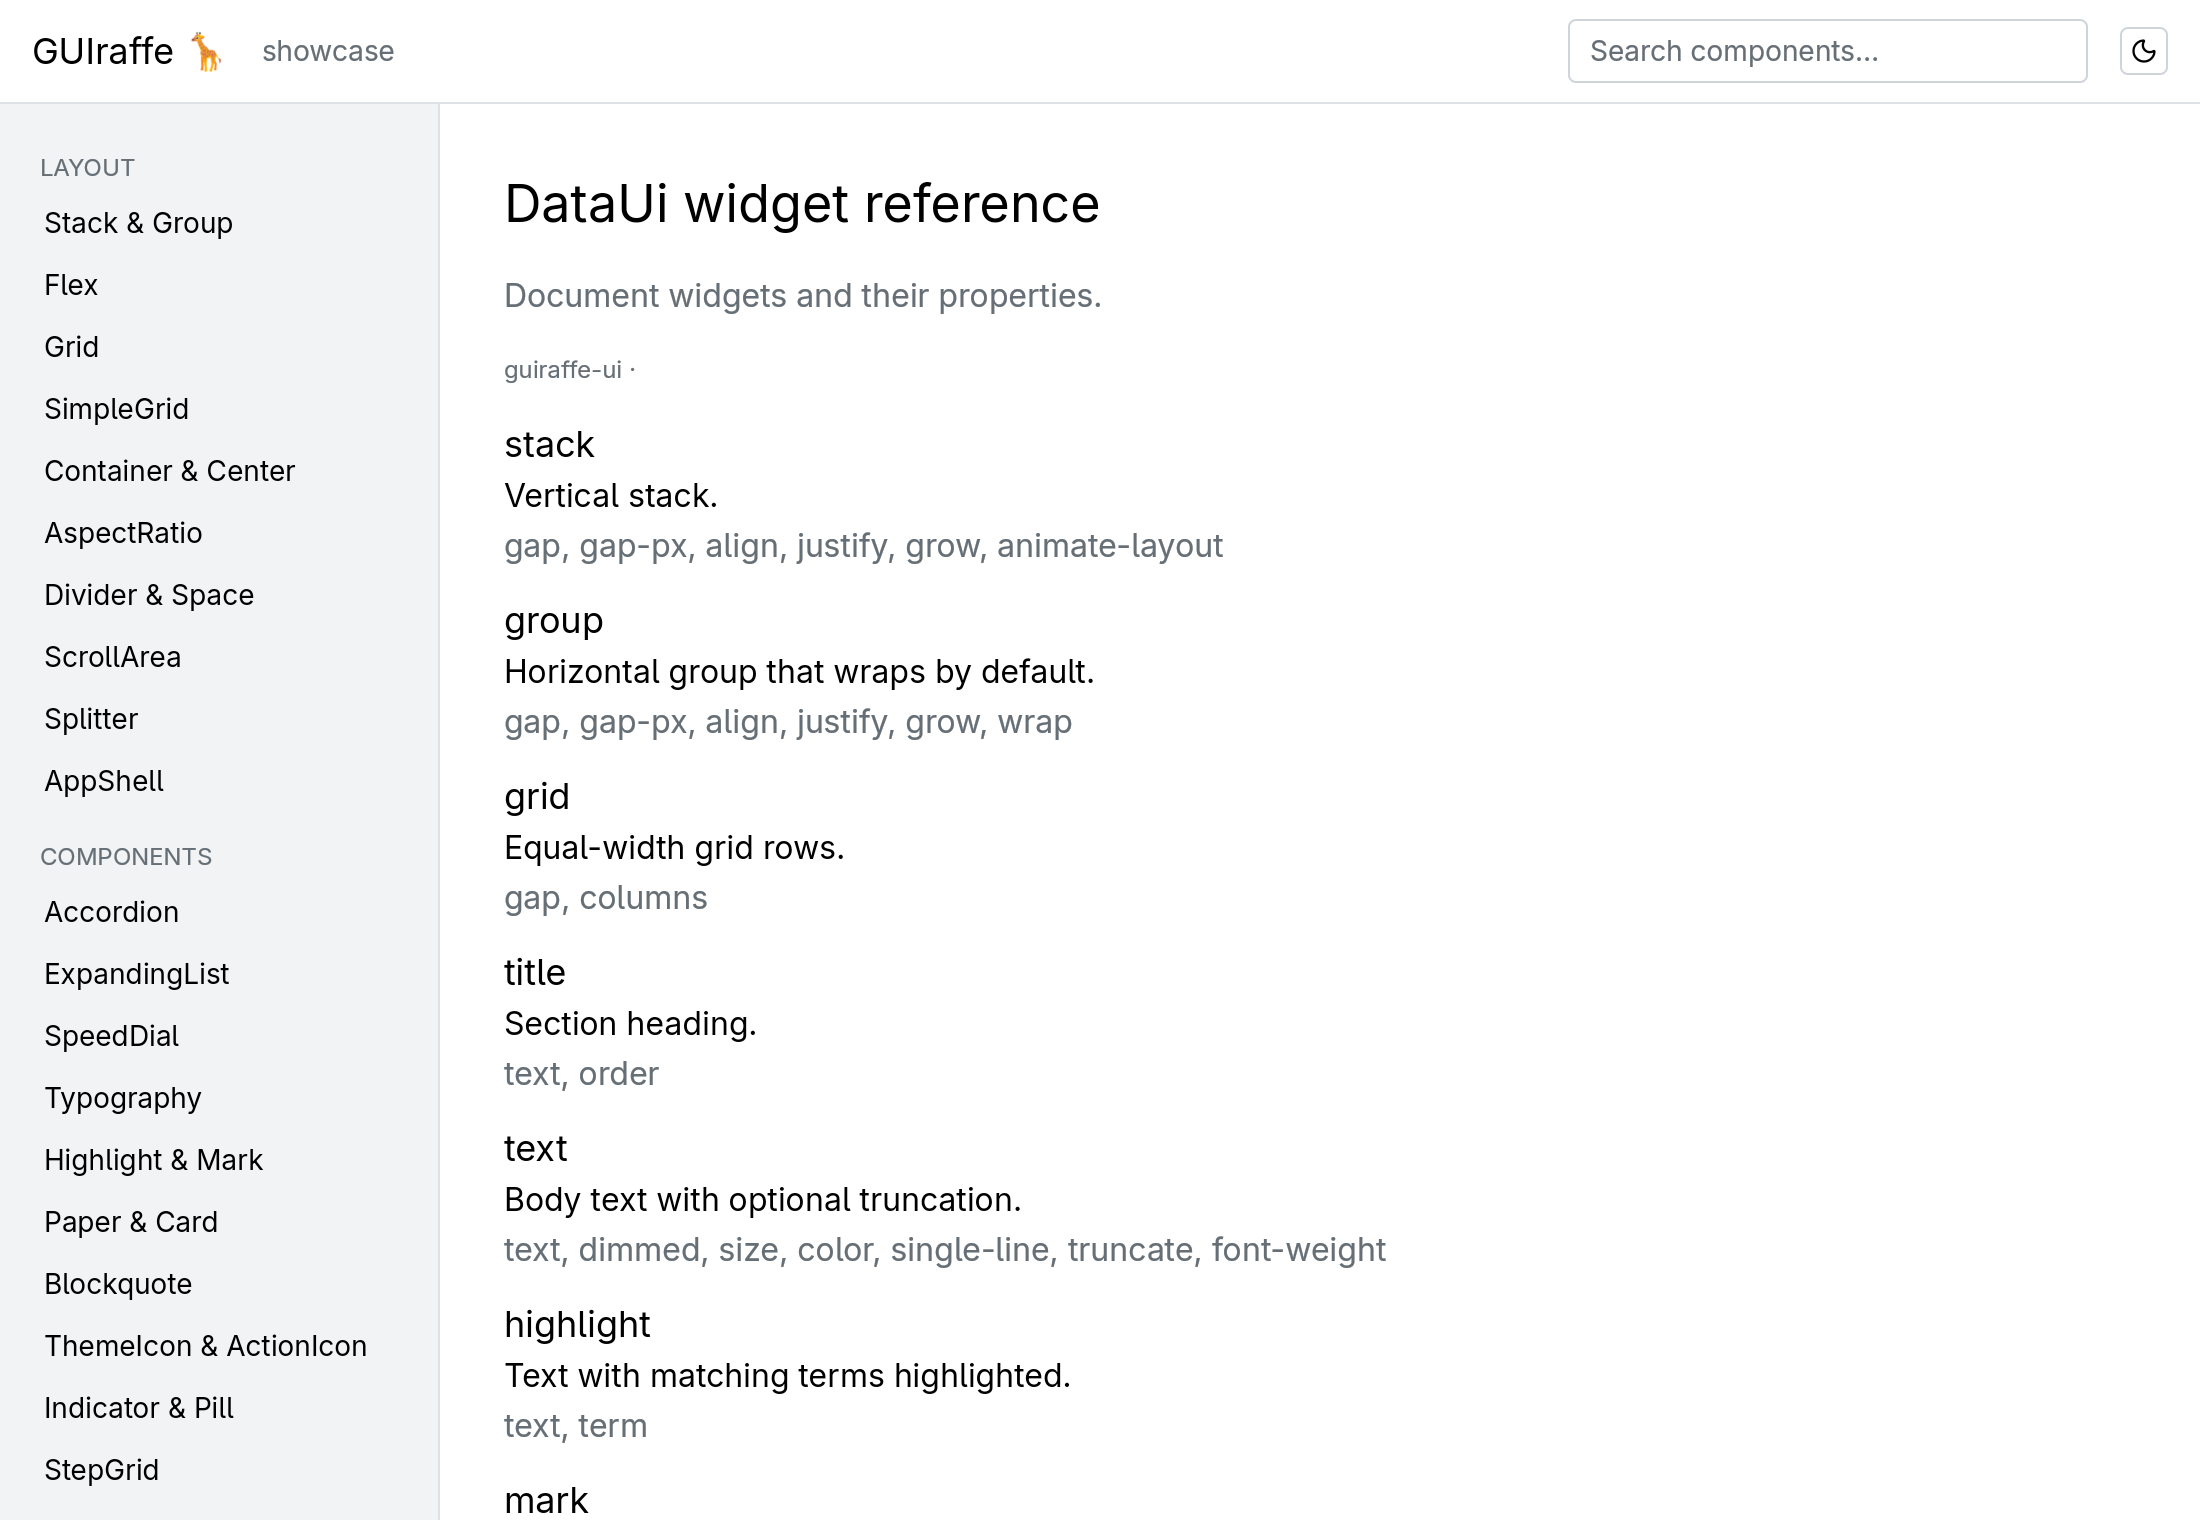 GUIraffe 🦒 showcase
Search components...
LAYOUT
Stack & Group
Flex
Grid
SimpleGrid
Container & Center
AspectRatio
Divider & Space
ScrollArea
Splitter
AppShell
COMPONENTS
Accordion
ExpandingList
SpeedDial
Typography
Highlight & Mark
Paper & Card
Blockquote
ThemeIcon & ActionIcon
Indicator & Pill
StepGrid
DataUi widget reference
Document widgets and their properties.
guiraffe-ui ·
stack
Vertical stack.
gap, gap-px, align, justify, grow, animate-layout
group
Horizontal group that wraps by default.
gap, gap-px, align, justify, grow, wrap
grid
Equal-width grid rows.
gap, columns
title
Section heading.
text, order
text
Body text with optional truncation.
text, dimmed, size, color, single-line, truncate, font-weight
highlight
Text with matching terms highlighted.
text, term
mark